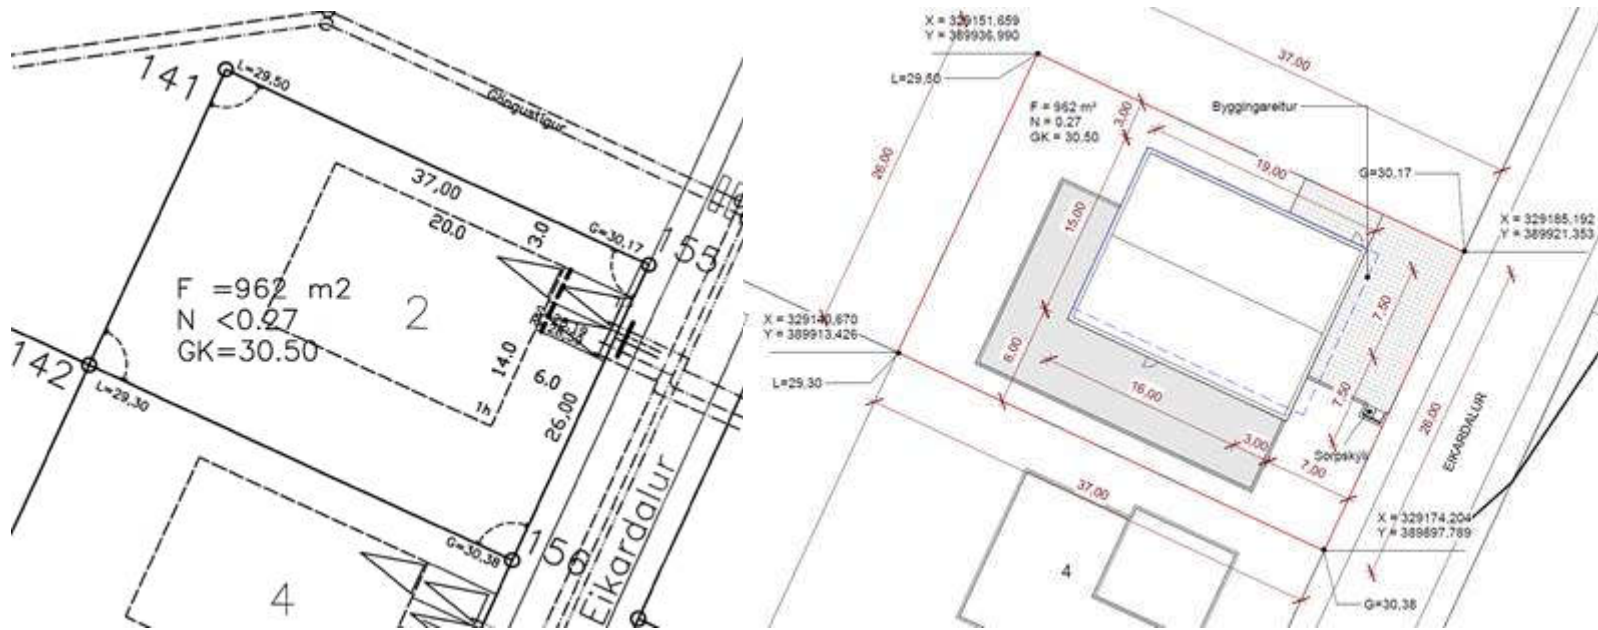 141
L=29,50
Göngustígur
37,00
20.0
3.0
G=30,17
155
F =962 m2
N <0.27
GK=30.50
2
14.0
6.0
26,00
1h
142
L=29,30
G=30,38
156
Eikardalur
4
X = 329151,659
Y = 389936,990
L=29,50
F = 962 m²
N = 0.27
GK = 30.50
3,00
Byggingareitur
37,00
26,00
19,00
G=30,17
X = 329185,192
Y = 389921,353
15,00
7,50
X = 329140,670
Y = 389913,426
L=29,30
8,00
16,00
7,50
3,00
7,00
Sorpskýli
26,00
EIKARDALUR
37,00
X = 329174,204
Y = 389897,789
4
G=30,38